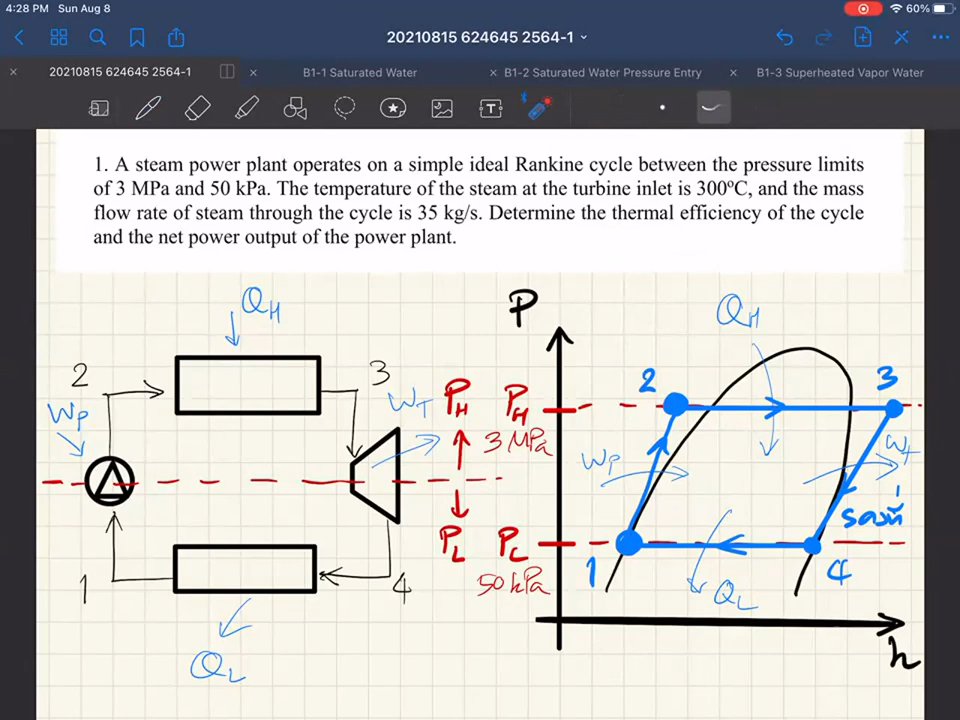 4:28 PM Sun Aug 8
60%
20210815 624645 2564-1
20210815 624645 2564-1
B1-1 Saturated Water
B1-2 Saturated Water Pressure Entry
B1-3 Superheated Vapor Water
1. A steam power plant operates on a simple ideal Rankine cycle between the pressure limits
of 3 MPa and 50 kPa. The temperature of the steam at the turbine inlet is 300ºC, and the mass
flow rate of steam through the cycle is 35 kg/s. Determine the thermal efficiency of the cycle
and the net power output of the power plant.
QH
P
QH
2
3
WT
PH
PH
3 MPa
2
3
WP
WP
Wt
PL
PL
50 kPa
1
4
1
4
QL
QL
h